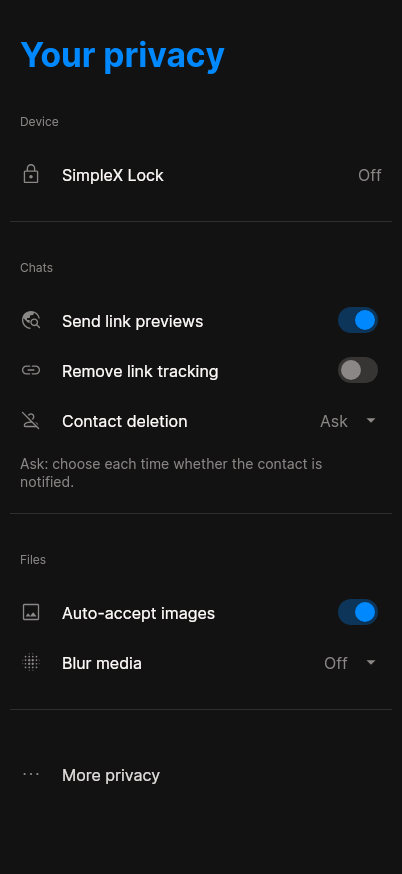 Your privacy
Device
SimpleX Lock
Off
Chats
Send link previews
Remove link tracking
Contact deletion
Ask
Ask: choose each time whether the contact is
notified.
Files
Auto-accept images
Blur media
Off
More privacy